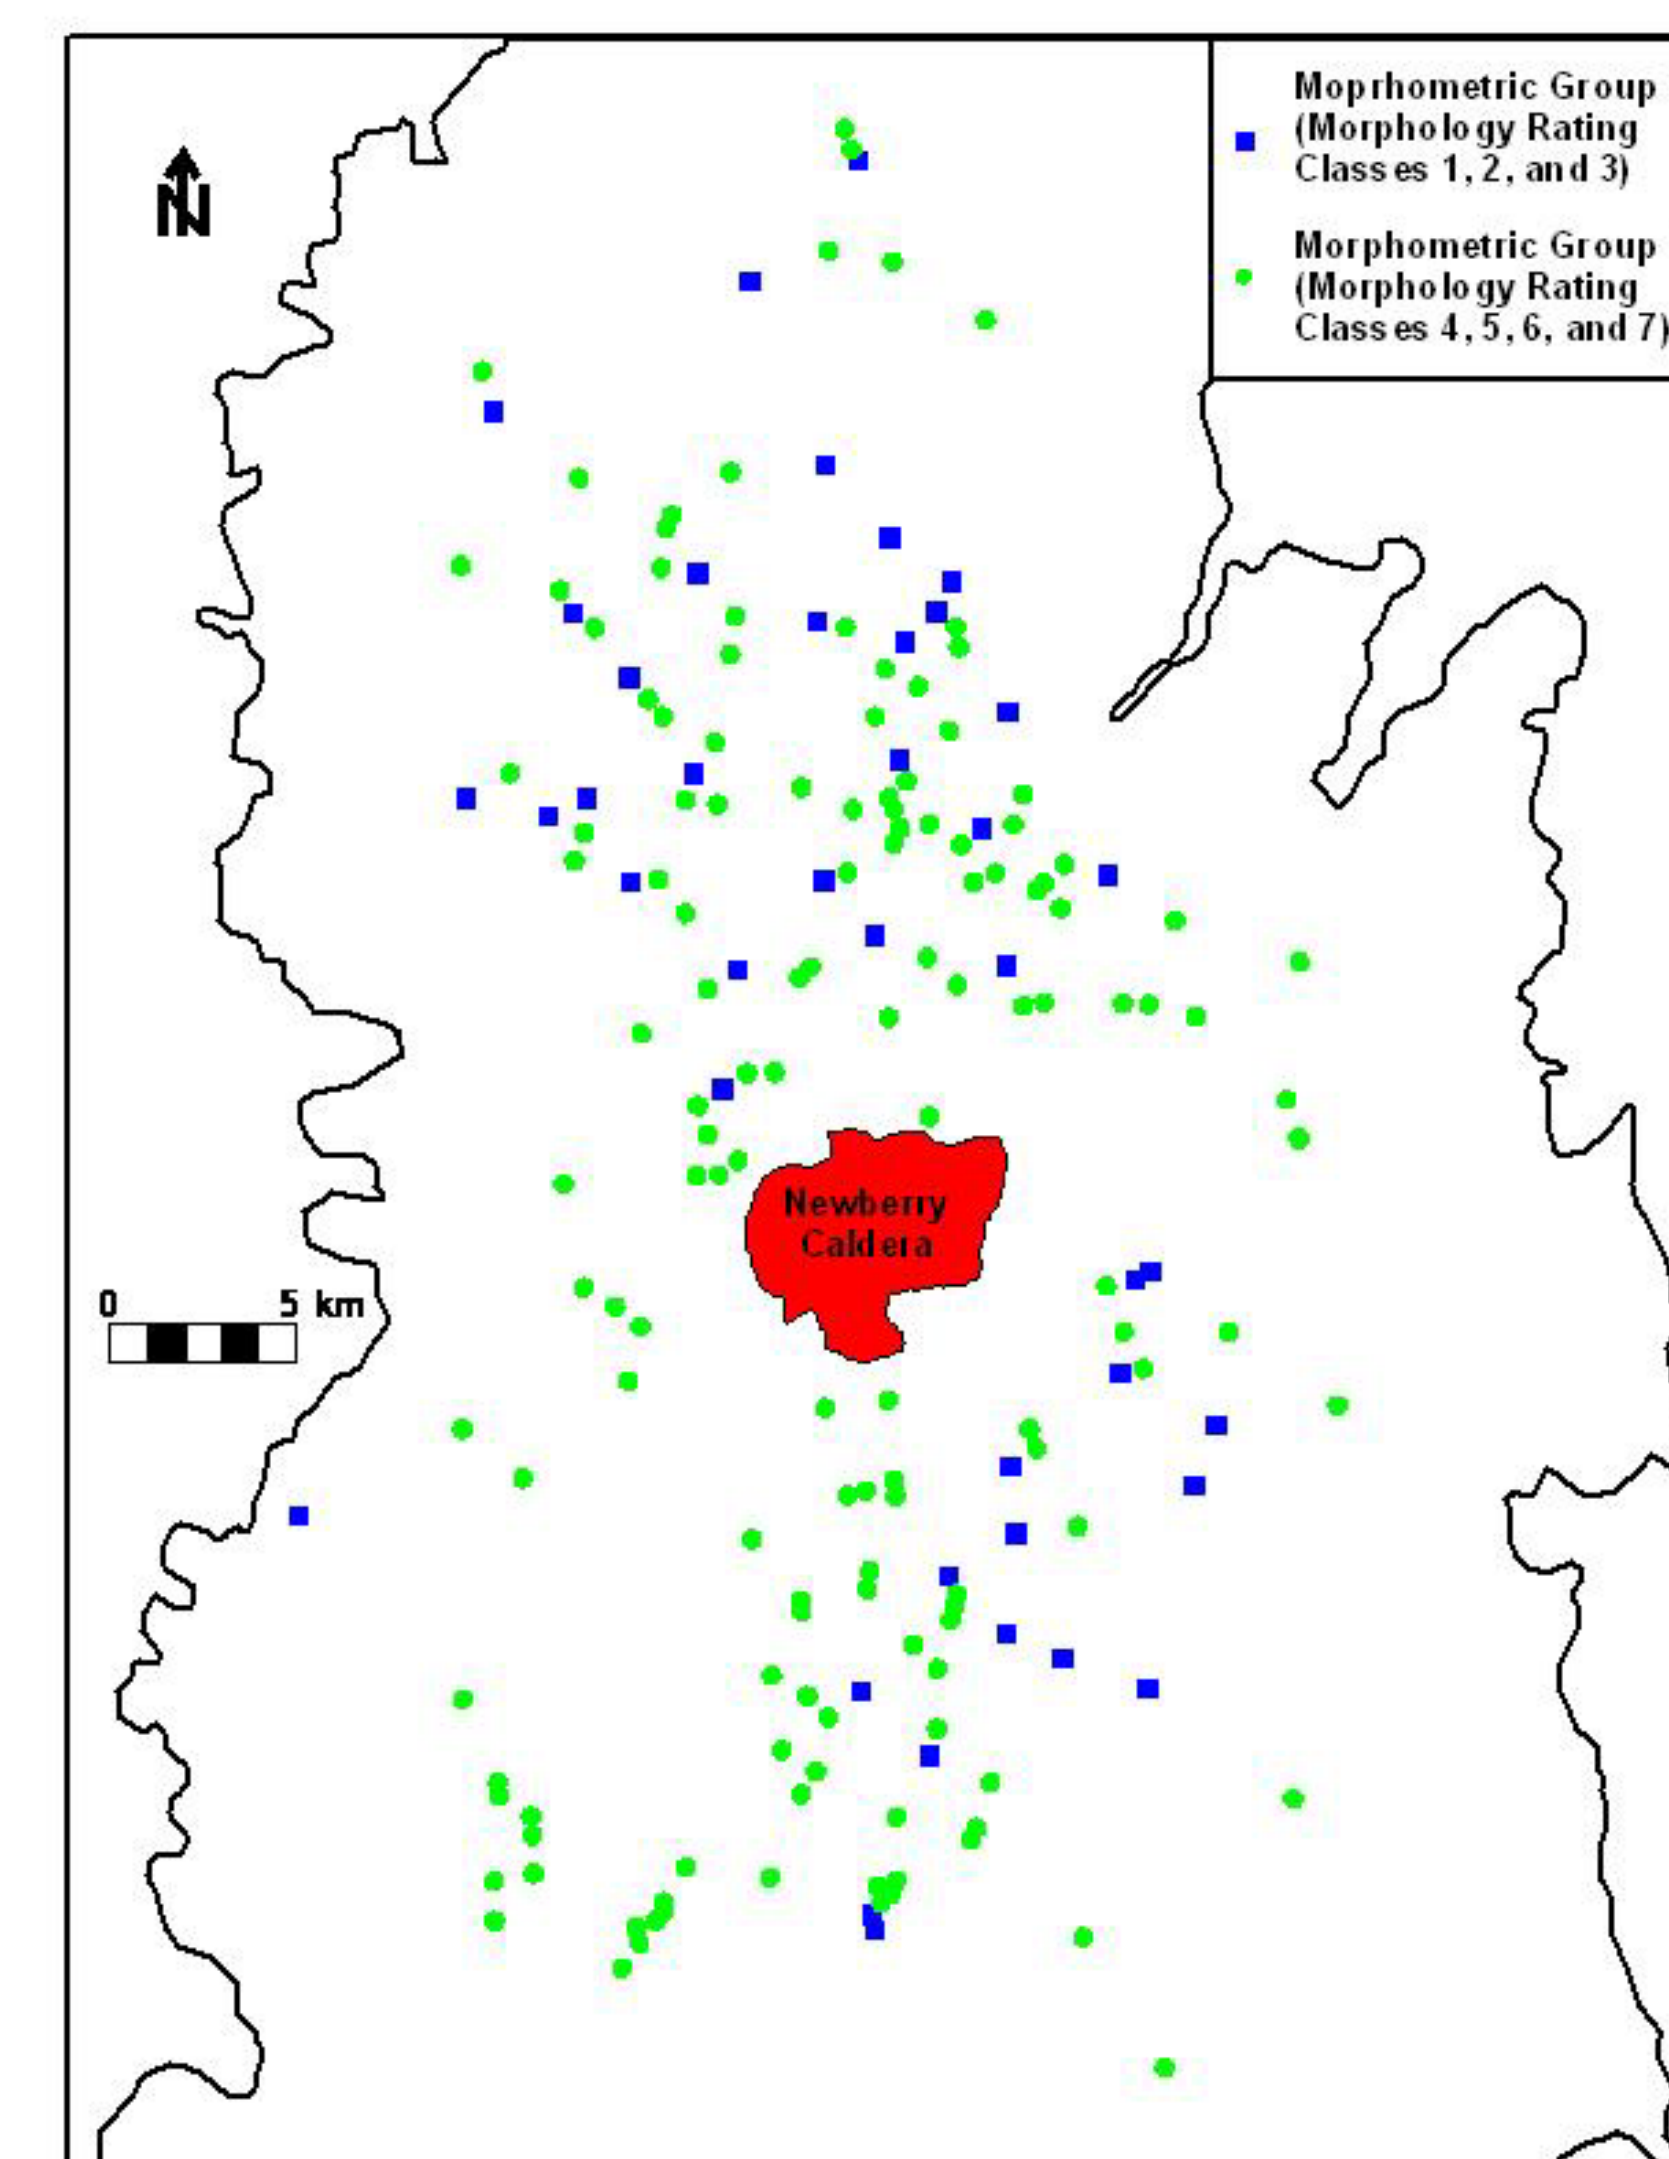 Moprhometric Group
(Morphology Rating
Classes 1, 2, and 3)
N
Morphometric Group
(Morphology Rating
Classes 4, 5, 6, and 7)
Newberry
Caldera
0 5 km